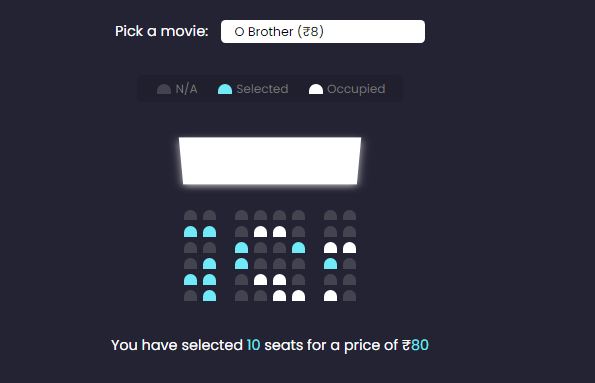 Pick a movie: O Brother (₹8)
N/A Selected Occupied
You have selected 10 seats for a price of ₹80